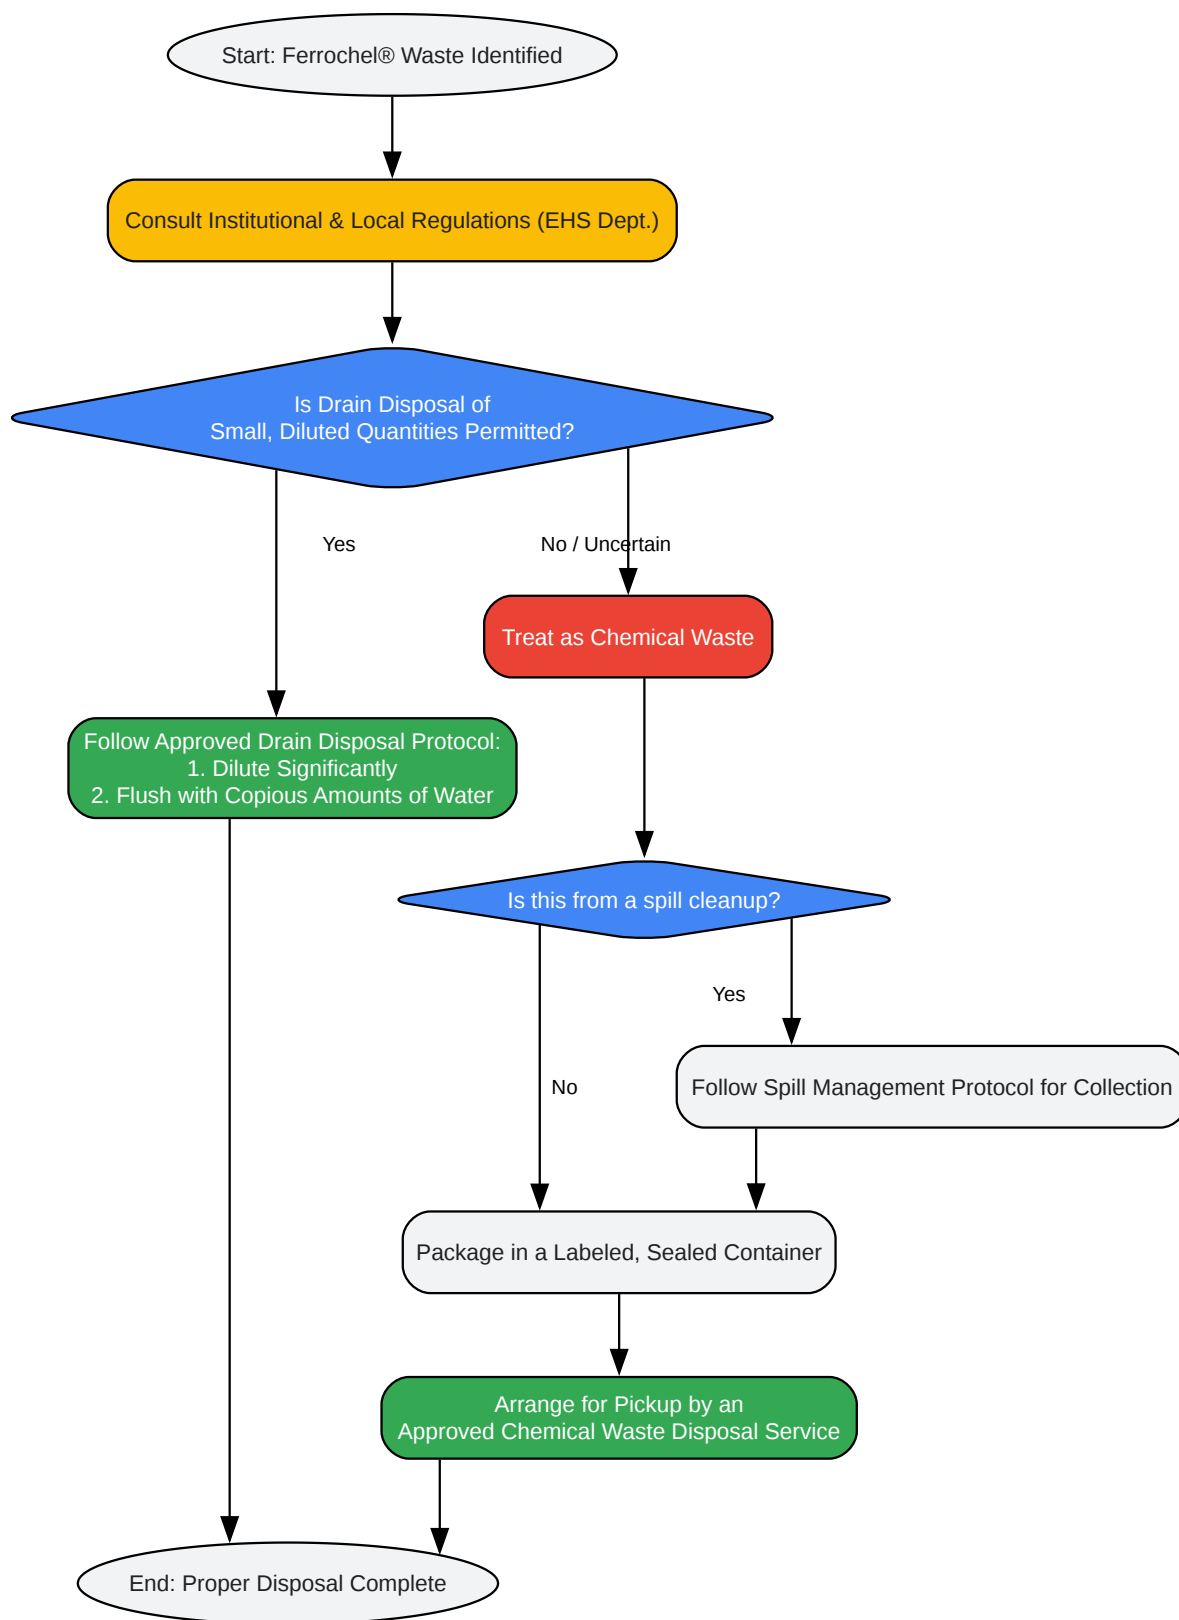 Start: Ferrochel® Waste Identified
Consult Institutional & Local Regulations (EHS Dept.)
Is Drain Disposal of
Small, Diluted Quantities Permitted?
Yes
No / Uncertain
Treat as Chemical Waste
Follow Approved Drain Disposal Protocol:
1. Dilute Significantly
2. Flush with Copious Amounts of Water
Is this from a spill cleanup?
Yes
No
Follow Spill Management Protocol for Collection
Package in a Labeled, Sealed Container
Arrange for Pickup by an
Approved Chemical Waste Disposal Service
End: Proper Disposal Complete